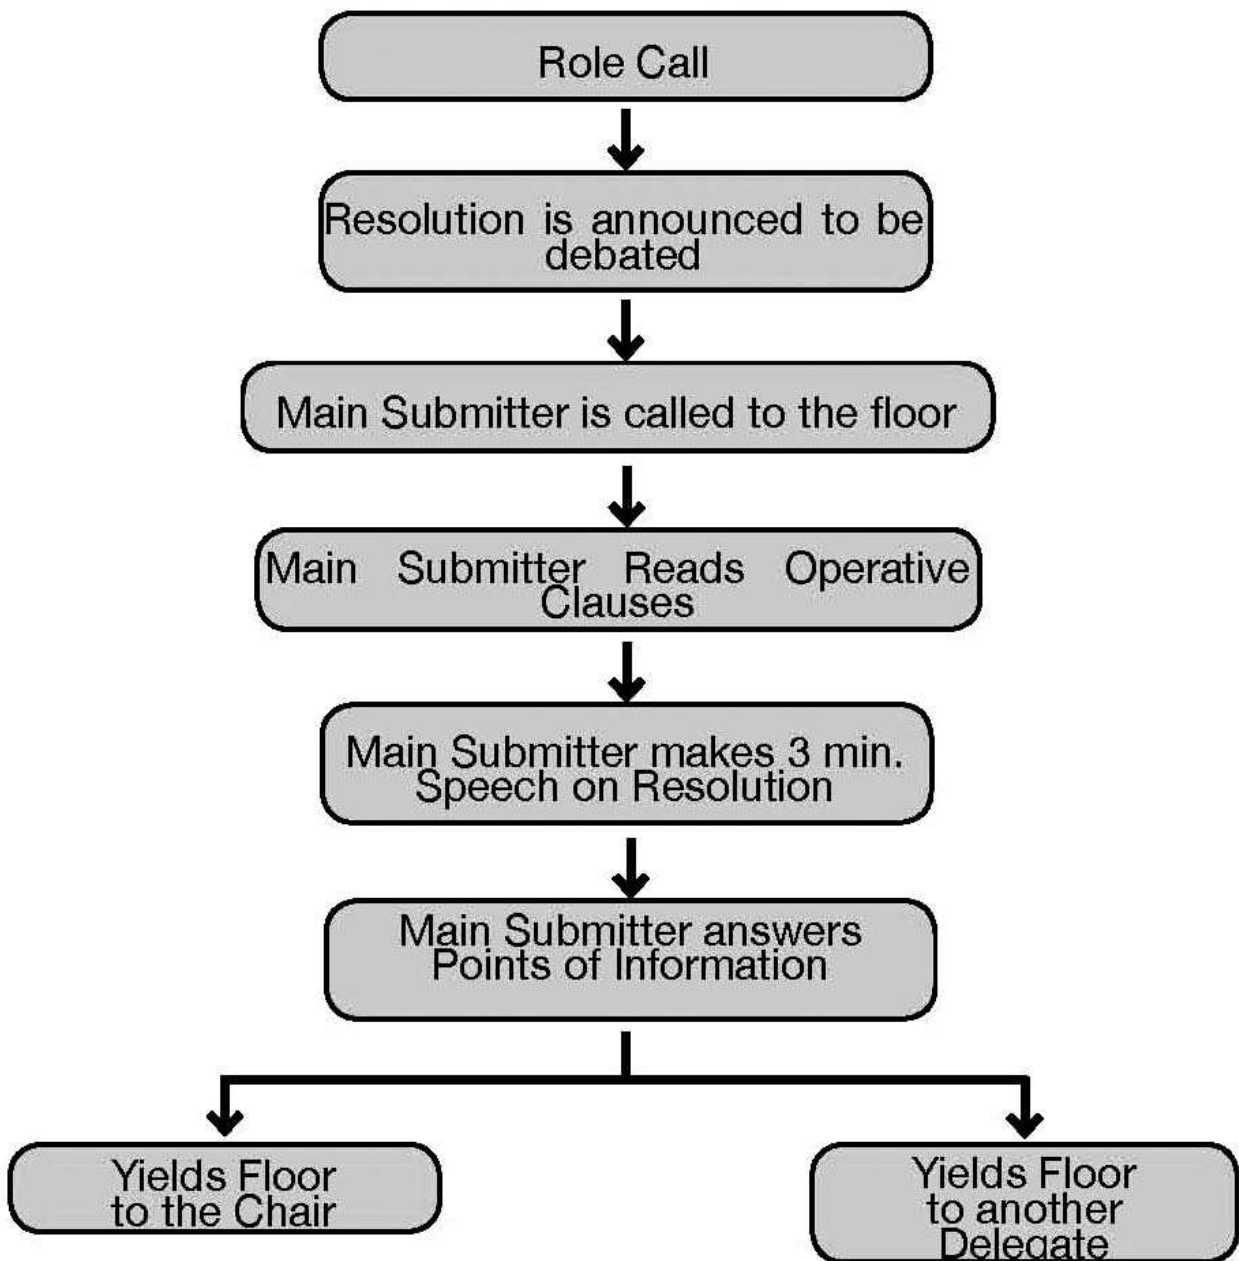 Role Call
Resolution is announced to be
debated
Main Submitter is called to the floor
Main Submitter Reads Operative
Clauses
Main Submitter makes 3 min.
Speech on Resolution
Main Submitter answers
Points of Information
Yields Floor
to the Chair
Yields Floor
to another
Delegate